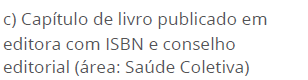 c) Capítulo de livro publicado em
editora com ISBN e conselho
editorial (área: Saúde Coletiva)